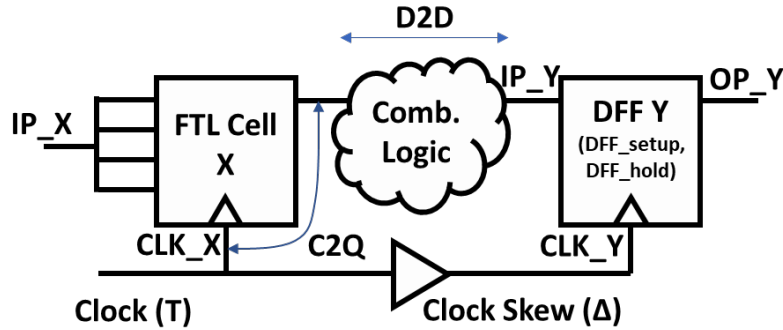 D2D
IP_X
FTL Cell
X
Comb.
Logic
IP_Y
DFF Y
(DFF_setup,
DFF_hold)
OP_Y
CLK_X
C2Q
CLK_Y
Clock (T)
Clock Skew (Δ)